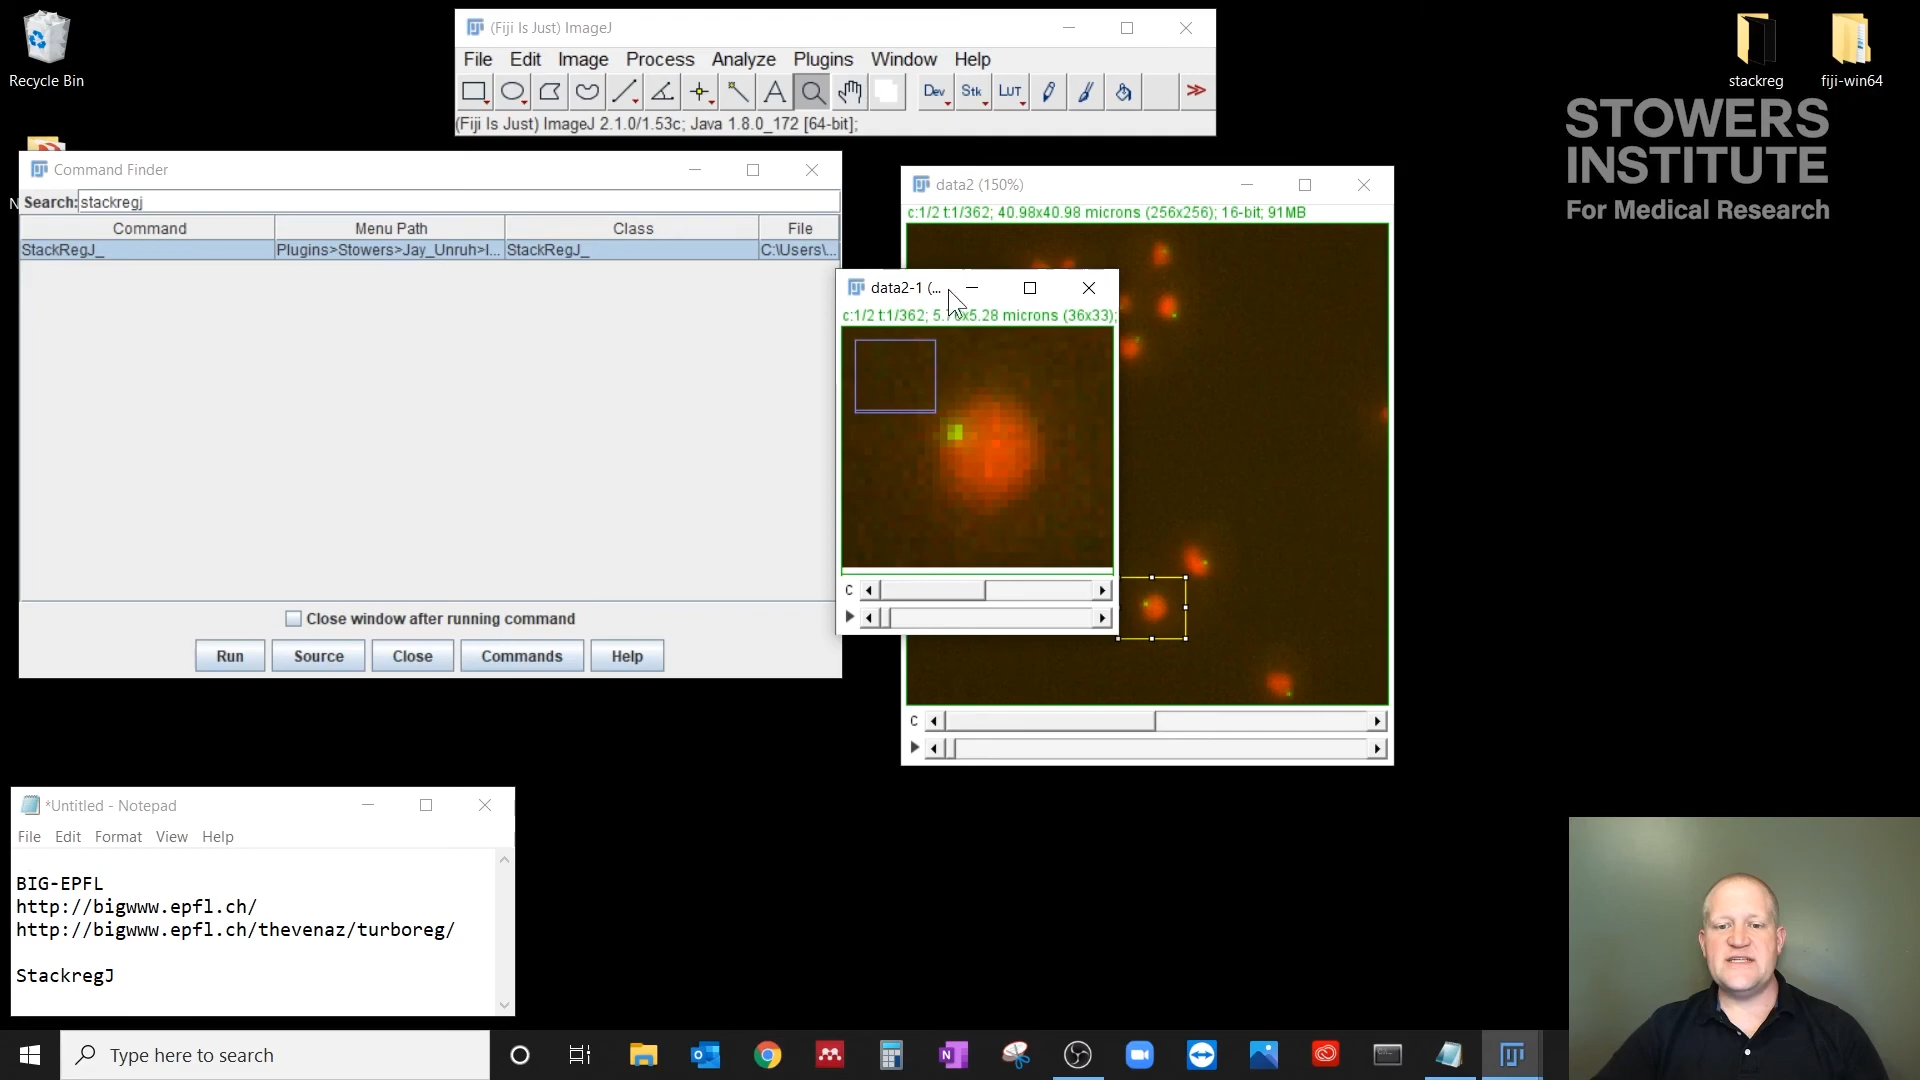 Recycle Bin
(Fiji Is Just) ImageJ
File Edit Image Process Analyze Plugins Window Help
Dev Stk LUT
(Fiji Is Just) ImageJ 2.1.0/1.53c; Java 1.8.0_172 [64-bit];
stackreg
fiji-win64
STOWERS
INSTITUTE
For Medical Research
Command Finder
N
Search: stackregj
Command Menu Path Class File
StackRegJ_ Plugins>Stowers>Jay_Unruh>I... StackRegJ_ C:\Users\...
Close window after running command
Run Source Close Commands Help
data2 (150%)
c:1/2 t:1/362; 40.98x40.98 microns (256x256); 16-bit; 91MB
data2-1 (...
c:1/2 t:1/362; microns (36x33);
C
C
*Untitled - Notepad
File Edit Format View Help
BIG-EPFL
http://bigwww.epfl.ch/
http://bigwww.epfl.ch/thevenaz/turboreg/
StackregJ
Type here to search